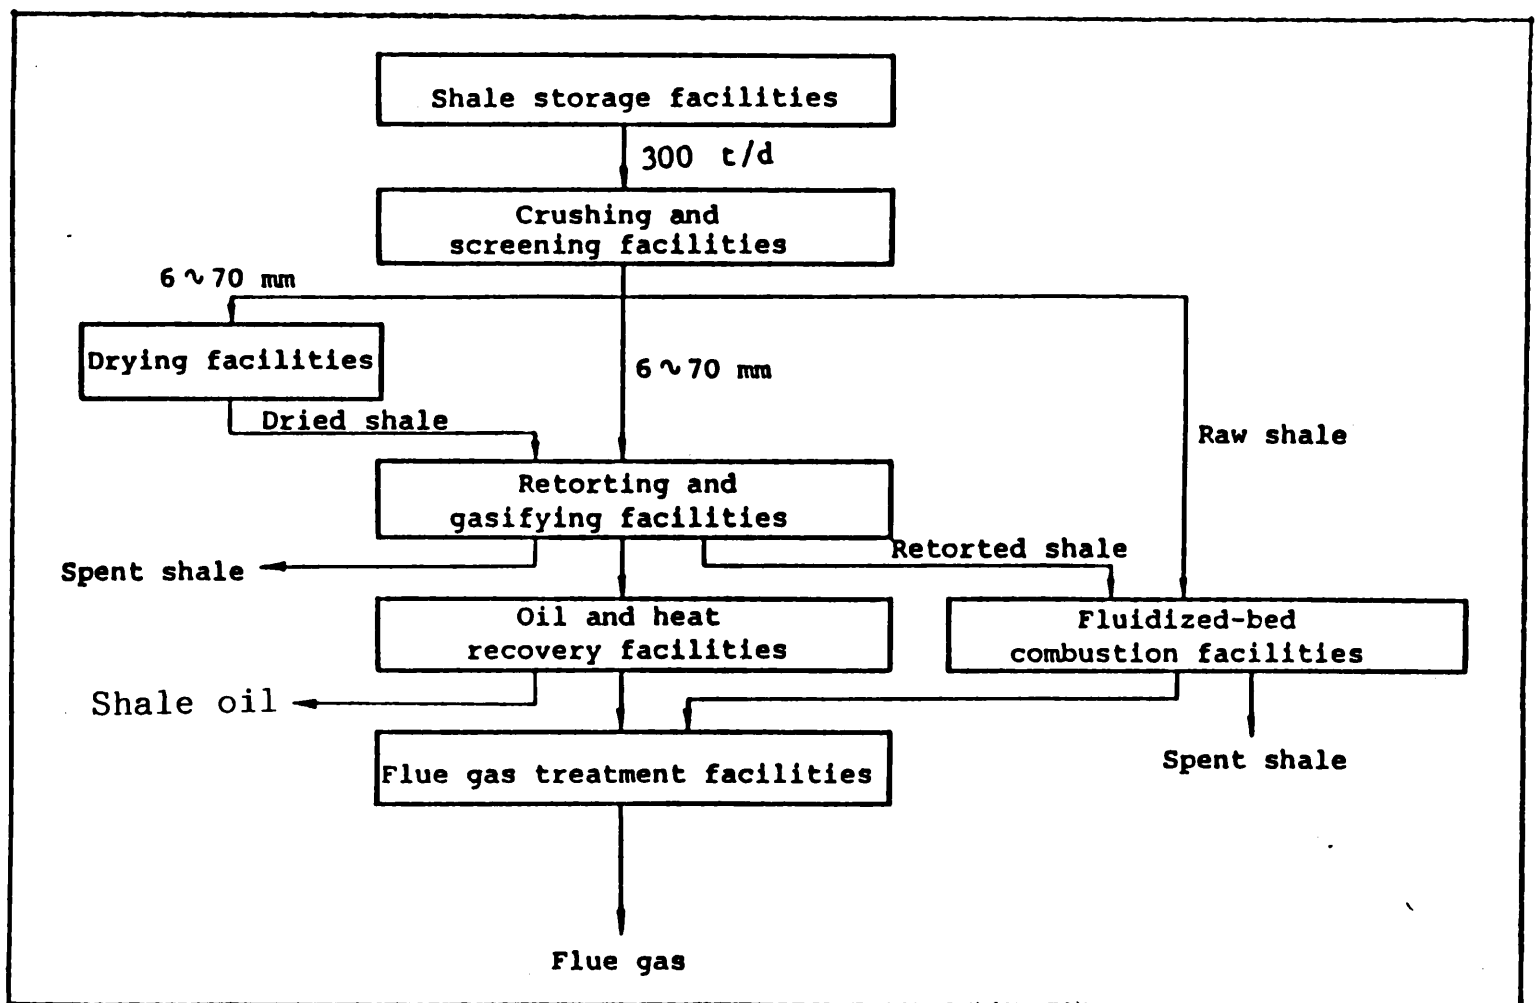 Shale storage facilities
300 t/d
Crushing and
screening facilities
6 ~ 70 mm
Drying facilities
6 ~ 70 mm
Dried shale
Raw shale
Retorting and
gasifying facilities
Retorted shale
Spent shale
Oil and heat
recovery facilities
Fluidized-bed
combustion facilities
Shale oil
Spent shale
Flue gas treatment facilities
Flue gas